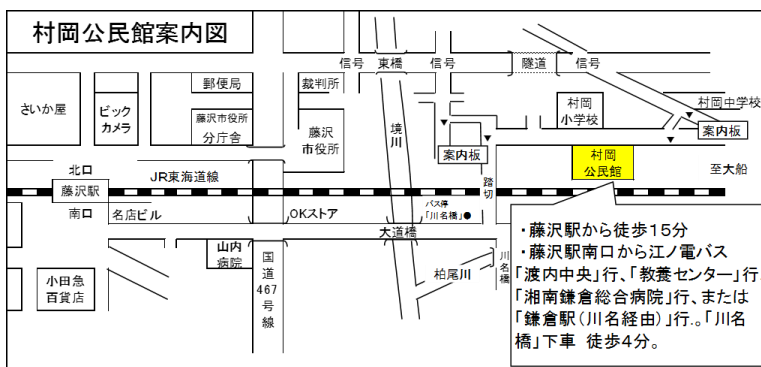 村岡公民館案内図
信号
東橋
信号
隧道
信号
さいか屋
ビック
カメラ
郵便局
藤沢市役所
分庁舎
裁判所
藤沢
市役所
境川
案内板
村岡
小学校
村岡中学校
案内板
村岡
公民館
至大船
北口
JR東海道線
藤沢駅
踏切
南口
名店ビル
OKストア
バス停
「川名橋」●
大道橋
山内
病院
国道467号線
小田急
百貨店
柏尾川
川名橋
・藤沢駅から徒歩15分
・藤沢駅南口から江ノ電バス
「渡内中央」行、「教養センター」行、
「湘南鎌倉総合病院」行、または
「鎌倉駅(川名経由)」行.。「川名
橋」下車 徒歩4分。